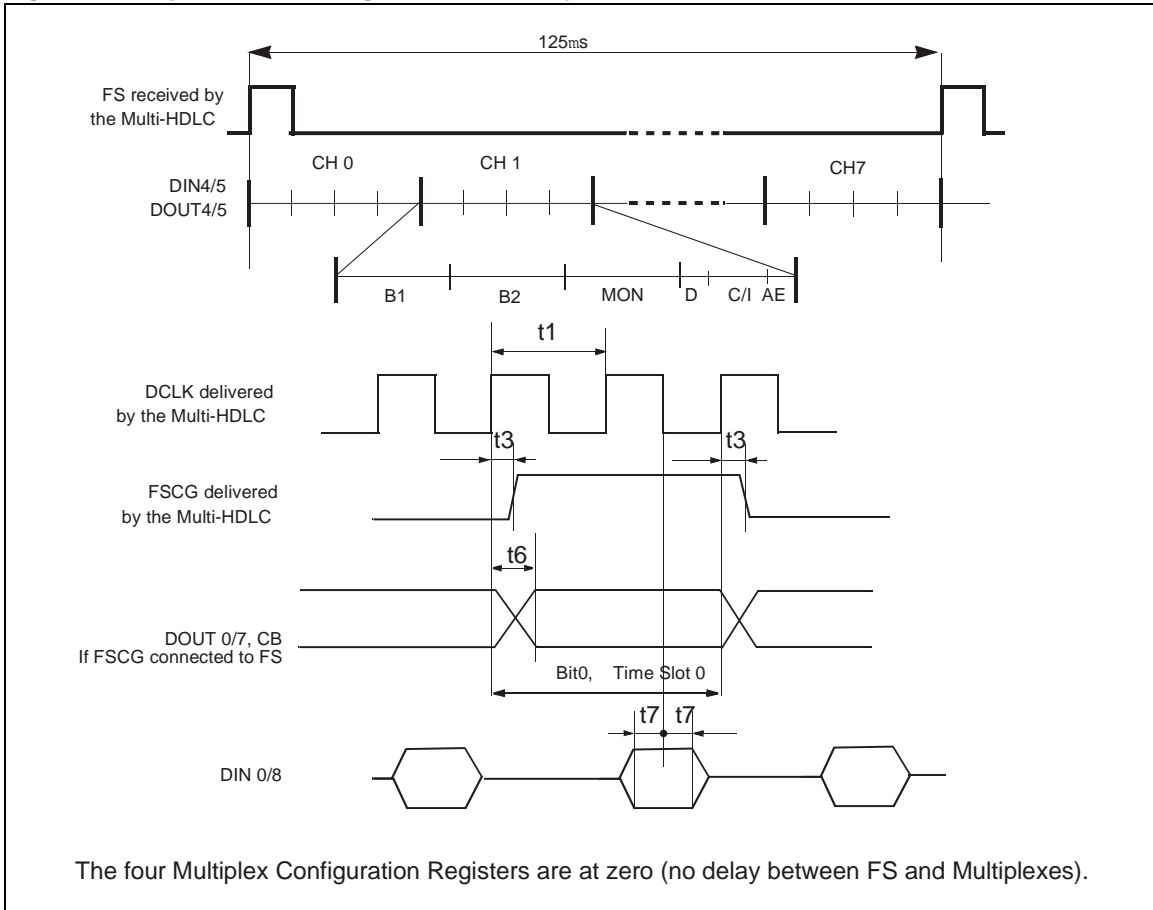 125ms
FS received by
the Multi-HDLC
CH 0 CH 1 CH7
DIN4/5
DOUT4/5
B1 B2 MON D C/I AE
t1
DCLK delivered
by the Multi-HDLC
t3 t3
FSCG delivered
by the Multi-HDLC
t6
DOUT 0/7, CB
If FSCG connected to FS
Bit0, Time Slot 0
t7 t7
DIN 0/8
The four Multiplex Configuration Registers are at zero (no delay between FS and Multiplexes).